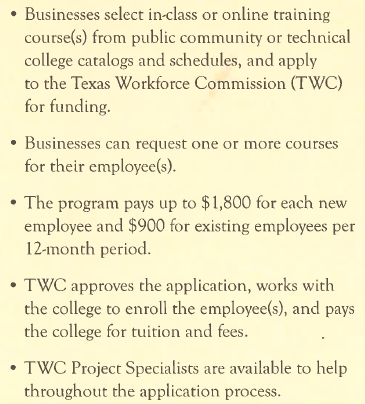 • Businesses select in-class or online training
course(s) from public community or technical
college catalogs and schedules, and apply
to the Texas Workforce Commission (TWC)
for funding.
• Businesses can request one or more courses
for their employee(s).
• The program pays up to $1,800 for each new
employee and $900 for existing employees per
12-month period.
• TWC approves the application, works with
the college to enroll the employee(s), and pays
the college for tuition and fees.
• TWC Project Specialists are available to help
throughout the application process.